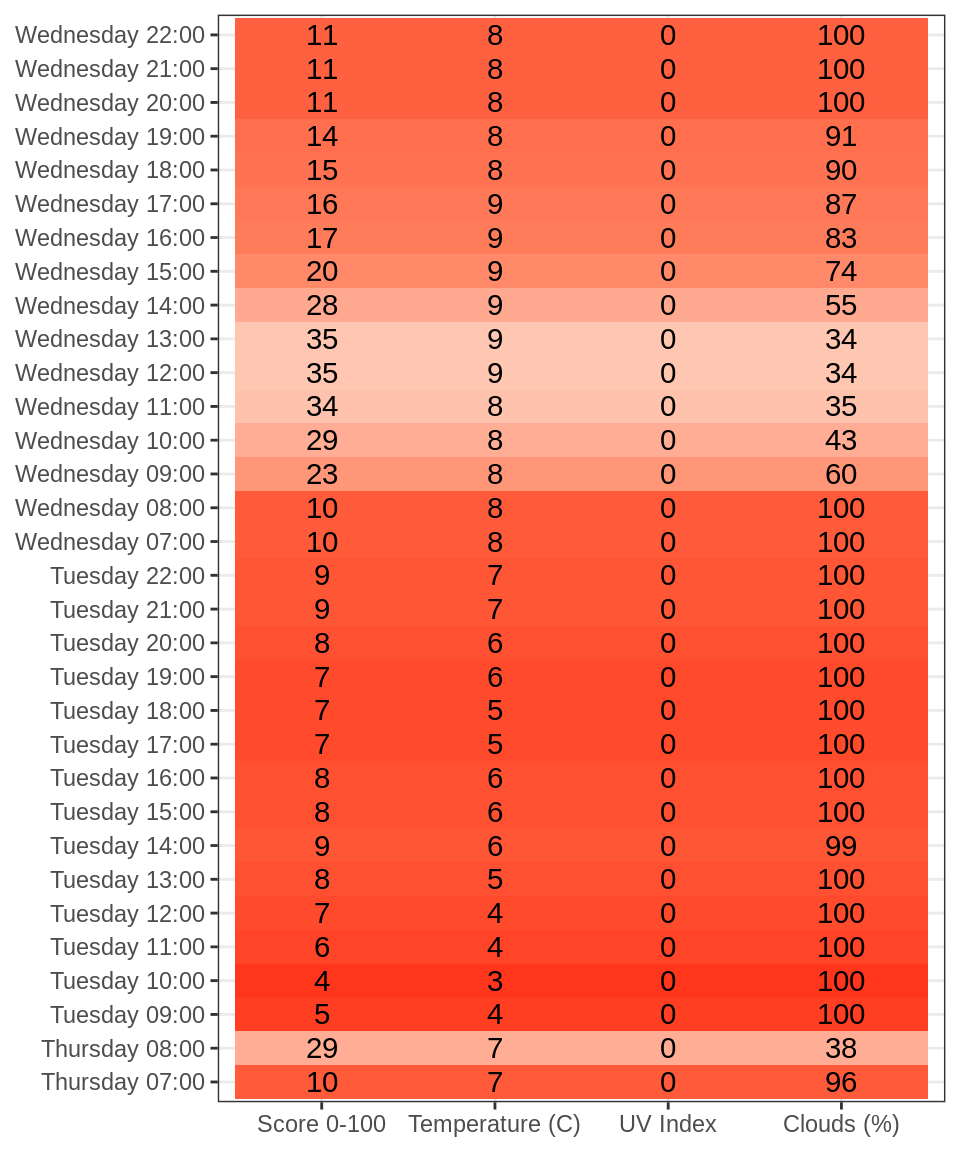 Wednesday 22:00 11 8 0 100
Wednesday 21:00 11 8 0 100
Wednesday 20:00 11 8 0 100
Wednesday 19:00 14 8 0 91
Wednesday 18:00 15 8 0 90
Wednesday 17:00 16 9 0 87
Wednesday 16:00 17 9 0 83
Wednesday 15:00 20 9 0 74
Wednesday 14:00 28 9 0 55
Wednesday 13:00 35 9 0 34
Wednesday 12:00 35 9 0 34
Wednesday 11:00 34 8 0 35
Wednesday 10:00 29 8 0 43
Wednesday 09:00 23 8 0 60
Wednesday 08:00 10 8 0 100
Wednesday 07:00 10 8 0 100
Tuesday 22:00 9 7 0 100
Tuesday 21:00 9 7 0 100
Tuesday 20:00 8 6 0 100
Tuesday 19:00 7 6 0 100
Tuesday 18:00 7 5 0 100
Tuesday 17:00 7 5 0 100
Tuesday 16:00 8 6 0 100
Tuesday 15:00 8 6 0 100
Tuesday 14:00 9 6 0 99
Tuesday 13:00 8 5 0 100
Tuesday 12:00 7 4 0 100
Tuesday 11:00 6 4 0 100
Tuesday 10:00 4 3 0 100
Tuesday 09:00 5 4 0 100
Thursday 08:00 29 7 0 38
Thursday 07:00 10 7 0 96
Score 0-100 Temperature (C) UV Index Clouds (%)